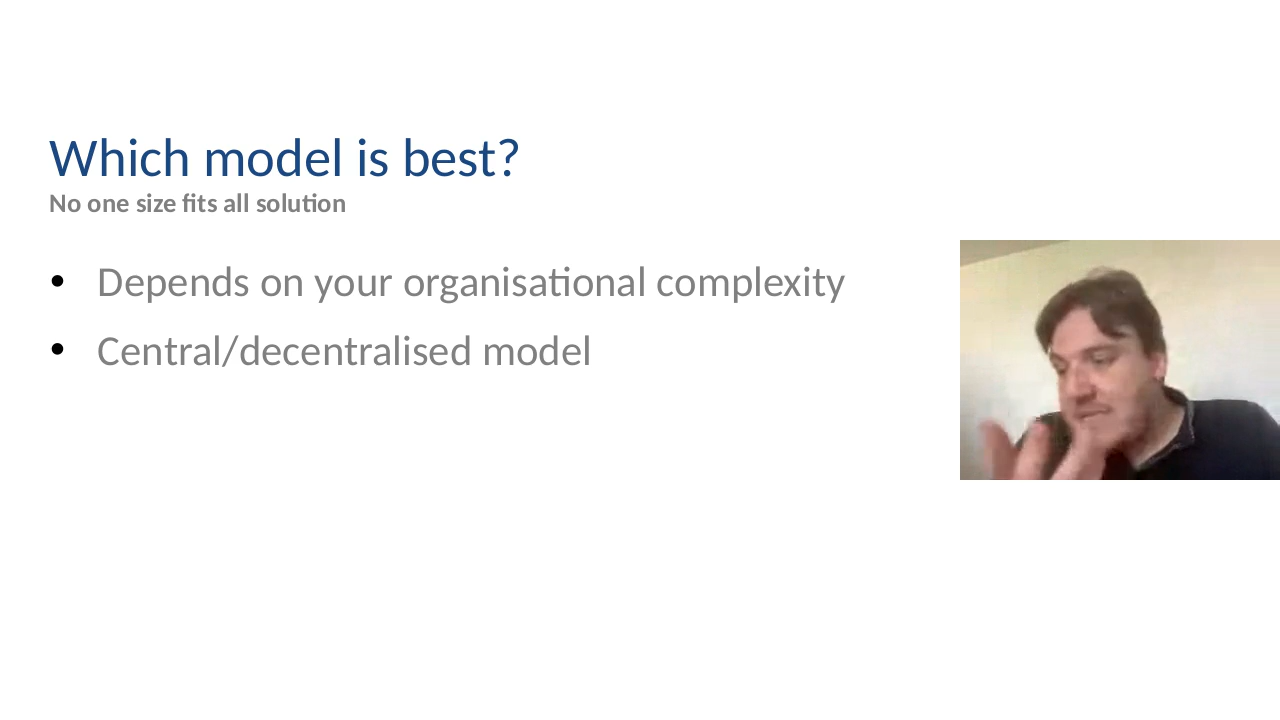 Which model is best?
No one size fits all solution
• Depends on your organisational complexity
• Central/decentralised model